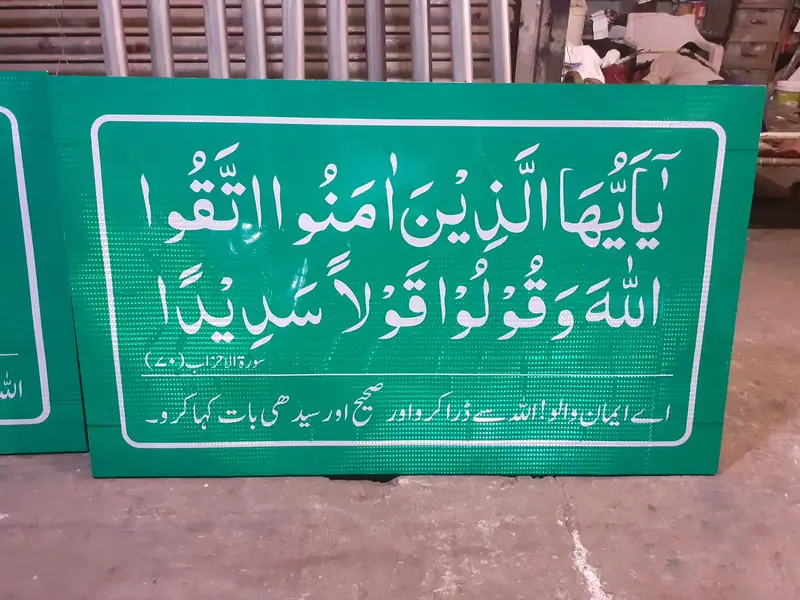 یٰۤاَیُّهَا الَّذِیْنَ اٰمَنُوا اتَّقُوا
اللّٰهَ وَ قُوْلُوْا قَوْلًا سَدِیْدًا
سورۃ الاحزاب (۷۰)
اے ایمان والو! اللہ سے ڈرا کرو اور صحیح اور سیدھی بات کہا کرو۔
اللہ